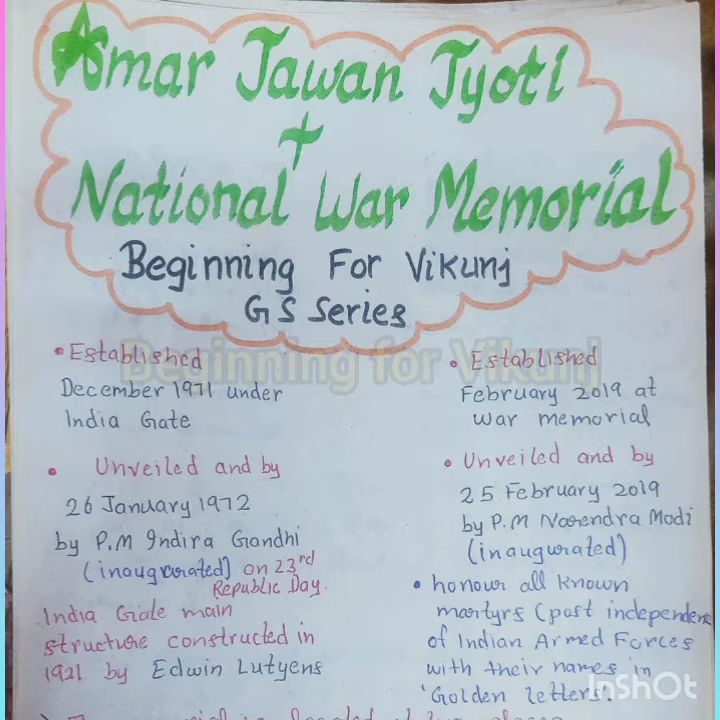 Amar Jawan Jyoti
+
National War Memorial
Beginning For Vikunj
GS Series
Beginning for Vikunj
• Established
December 1971 under
India Gate
• Unveiled and by
26 January 1972
by P.M Indira Gandhi
(inaugurated) on 23rd
Republic Day.
India Gate main
structure constructed in
1921 by Edwin Lutyens
• Established
February 2019 at
War memorial
• Unveiled and by
25 February 2019
by P.M Narendra Modi
(inaugurated)
• honour all known
martyrs (post independence
of Indian Armed Forces
with their names in
'Golden letters'.
InShOt